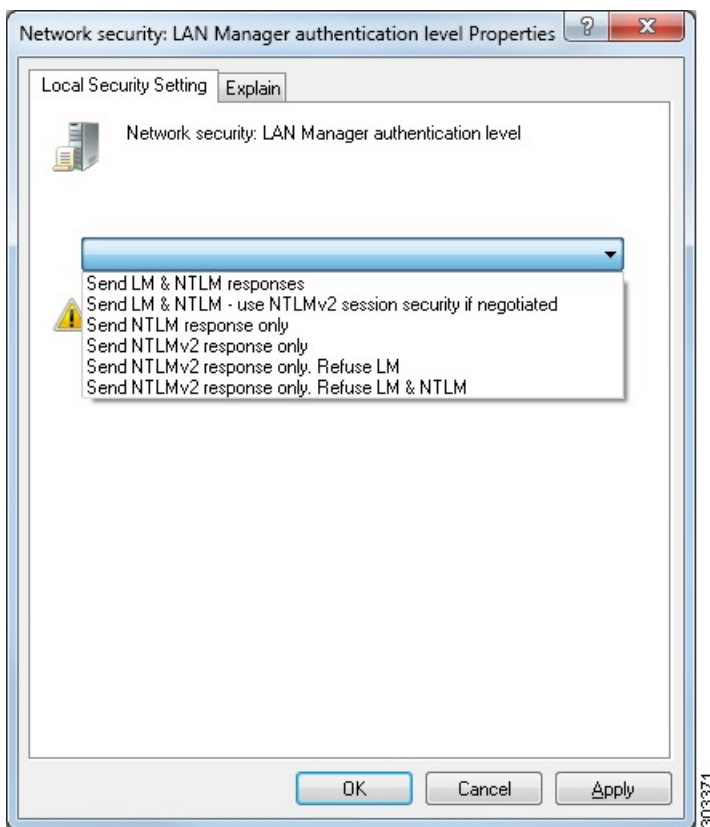 Network security: LAN Manager authentication level Properties
Local Security Setting
Explain
Network security: LAN Manager authentication level
Send LM & NTLM responses
Send LM & NTLM - use NTLMv2 session security if negotiated
Send NTLM response only
Send NTLMv2 response only
Send NTLMv2 response only. Refuse LM
Send NTLMv2 response only. Refuse LM & NTLM
OK
Cancel
Apply
303371